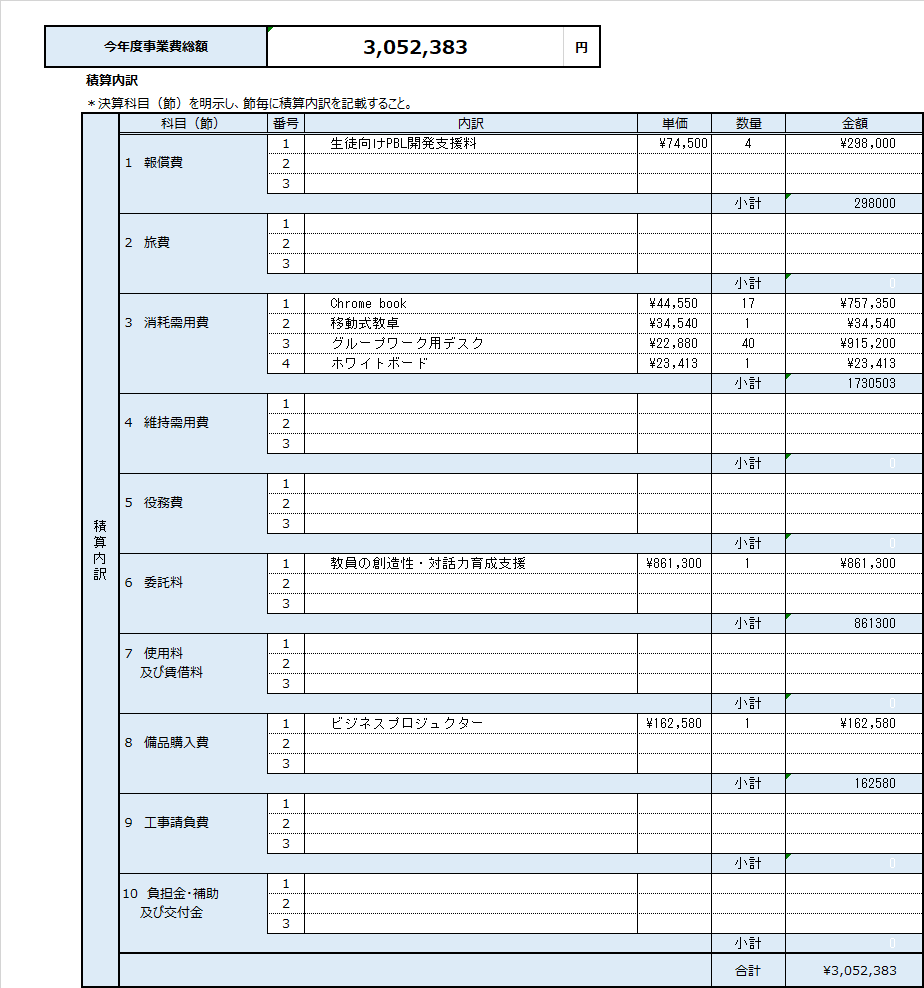 今年度事業費総額 3,052,383 円
積算内訳
*決算科目（節）を明示し、節毎に積算内訳を記載すること。
科目（節） 番号 内訳 単価 数量 金額
積算内訳
1 報償費
1 生徒向けPBL開発支援料 ¥74,500 4 ¥298,000
2
3
小計 298000
2 旅費
1
2
3
小計 0
3 消耗需用費
1 Chrome book ¥44,550 17 ¥757,350
2 移動式教卓 ¥34,540 1 ¥34,540
3 グループワーク用デスク ¥22,880 40 ¥915,200
4 ホワイトボード ¥23,413 1 ¥23,413
小計 1730503
4 維持需用費
1
2
3
小計 0
5 役務費
1
2
3
小計 0
6 委託料
1 教員の創造性・対話力育成支援 ¥861,300 1 ¥861,300
2
3
小計 861300
7 使用料
及び賃借料
1
2
3
小計 0
8 備品購入費
1 ビジネスプロジュクター ¥162,580 1 ¥162,580
2
3
小計 162580
9 工事請負費
1
2
3
小計 0
10 負担金・補助
及び交付金
1
2
3
小計 0
合計 ¥3,052,383